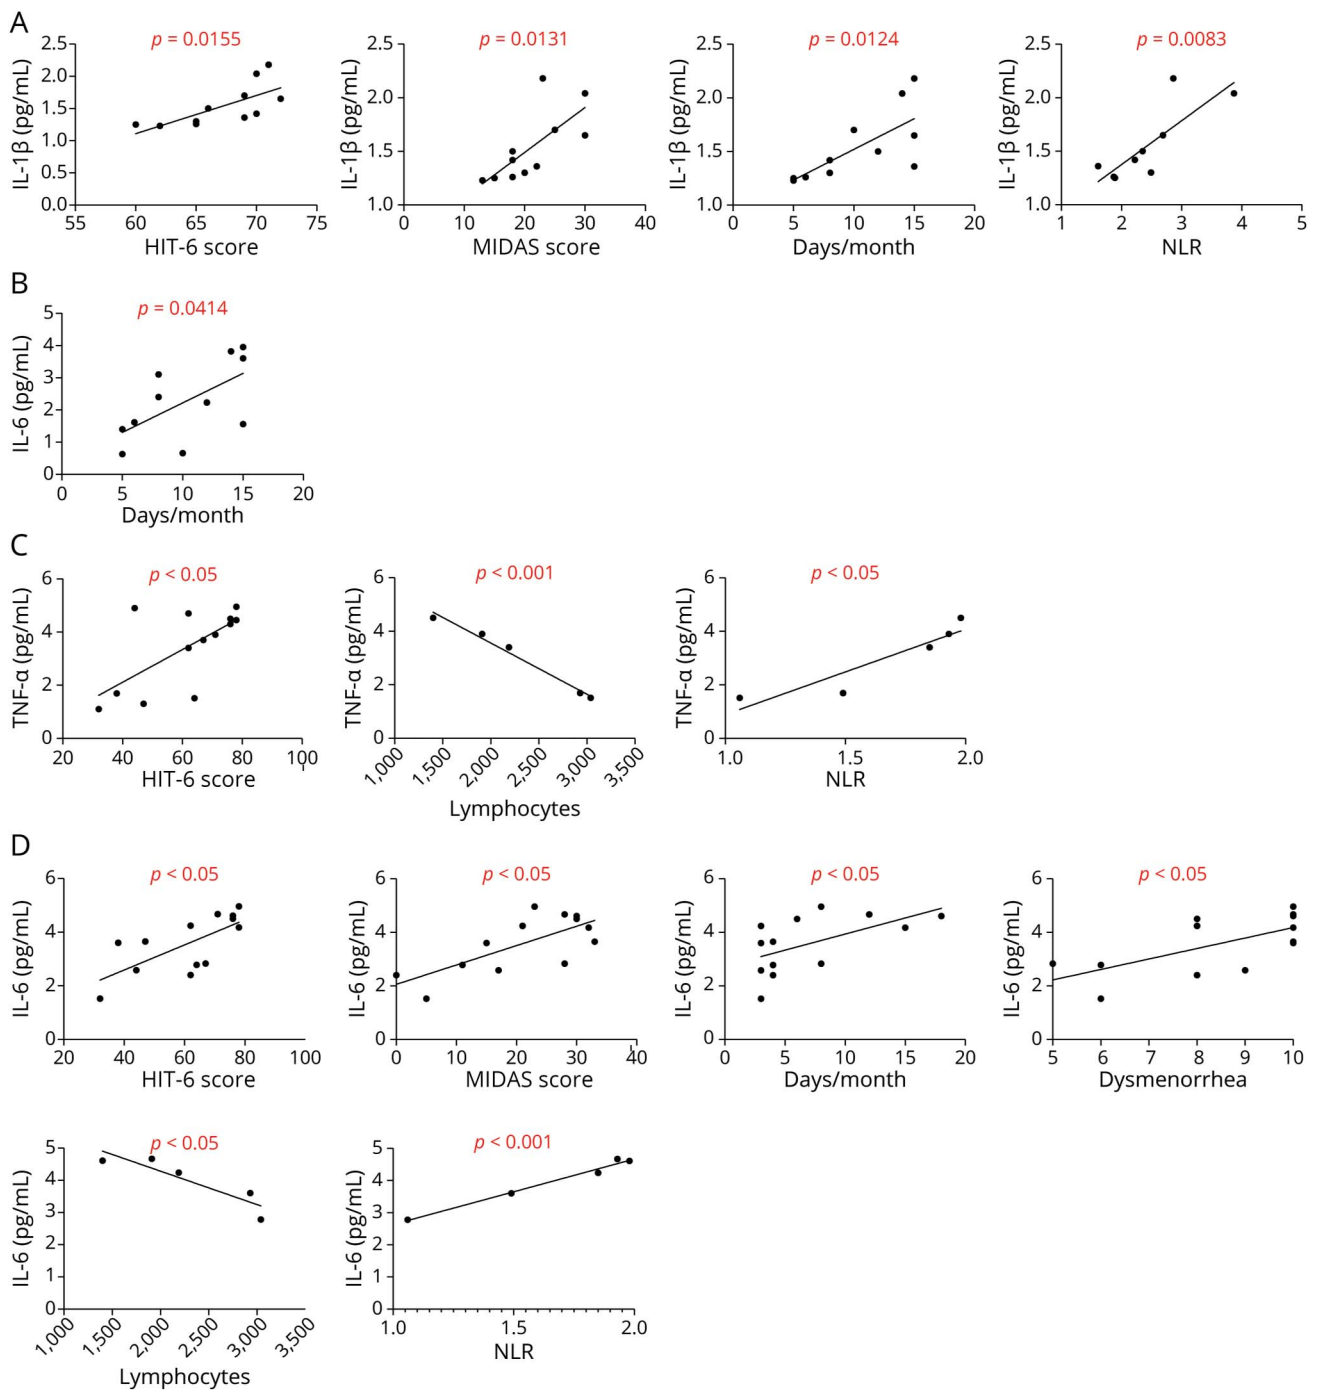 A
p = 0.0155
p = 0.0131
p = 0.0124
p = 0.0083
IL-1β (pg/mL)
2.5
2.0
1.5
1.0
0.5
0.0
55 60 65 70 75
HIT-6 score
IL-1β (pg/mL)
2.5
2.0
1.5
1.0
0 10 20 30 40
MIDAS score
IL-1β (pg/mL)
2.5
2.0
1.5
1.0
0 5 10 15 20
Days/month
IL-1β (pg/mL)
2.5
2.0
1.5
1.0
1 2 3 4 5
NLR
B
p = 0.0414
IL-6 (pg/mL)
5
4
3
2
1
0
0 5 10 15 20
Days/month
C
p < 0.05
p < 0.001
p < 0.05
TNF-α (pg/mL)
6
4
2
0
20 40 60 80 100
HIT-6 score
TNF-α (pg/mL)
6
4
2
0
1,000 1,500 2,000 2,500 3,000 3,500
Lymphocytes
TNF-α (pg/mL)
6
4
2
0
1.0 1.5 2.0
NLR
D
p < 0.05
p < 0.05
p < 0.05
p < 0.05
IL-6 (pg/mL)
6
4
2
0
20 40 60 80 100
HIT-6 score
IL-6 (pg/mL)
6
4
2
0
0 10 20 30 40
MIDAS score
IL-6 (pg/mL)
6
4
2
0
0 5 10 15 20
Days/month
IL-6 (pg/mL)
6
4
2
0
5 6 7 8 9 10
Dysmenorrhea
p < 0.05
p < 0.001
IL-6 (pg/mL)
5
4
3
2
1
0
1,000 1,500 2,000 2,500 3,000 3,500
Lymphocytes
IL-6 (pg/mL)
5
4
3
2
1
0
1.0 1.5 2.0
NLR